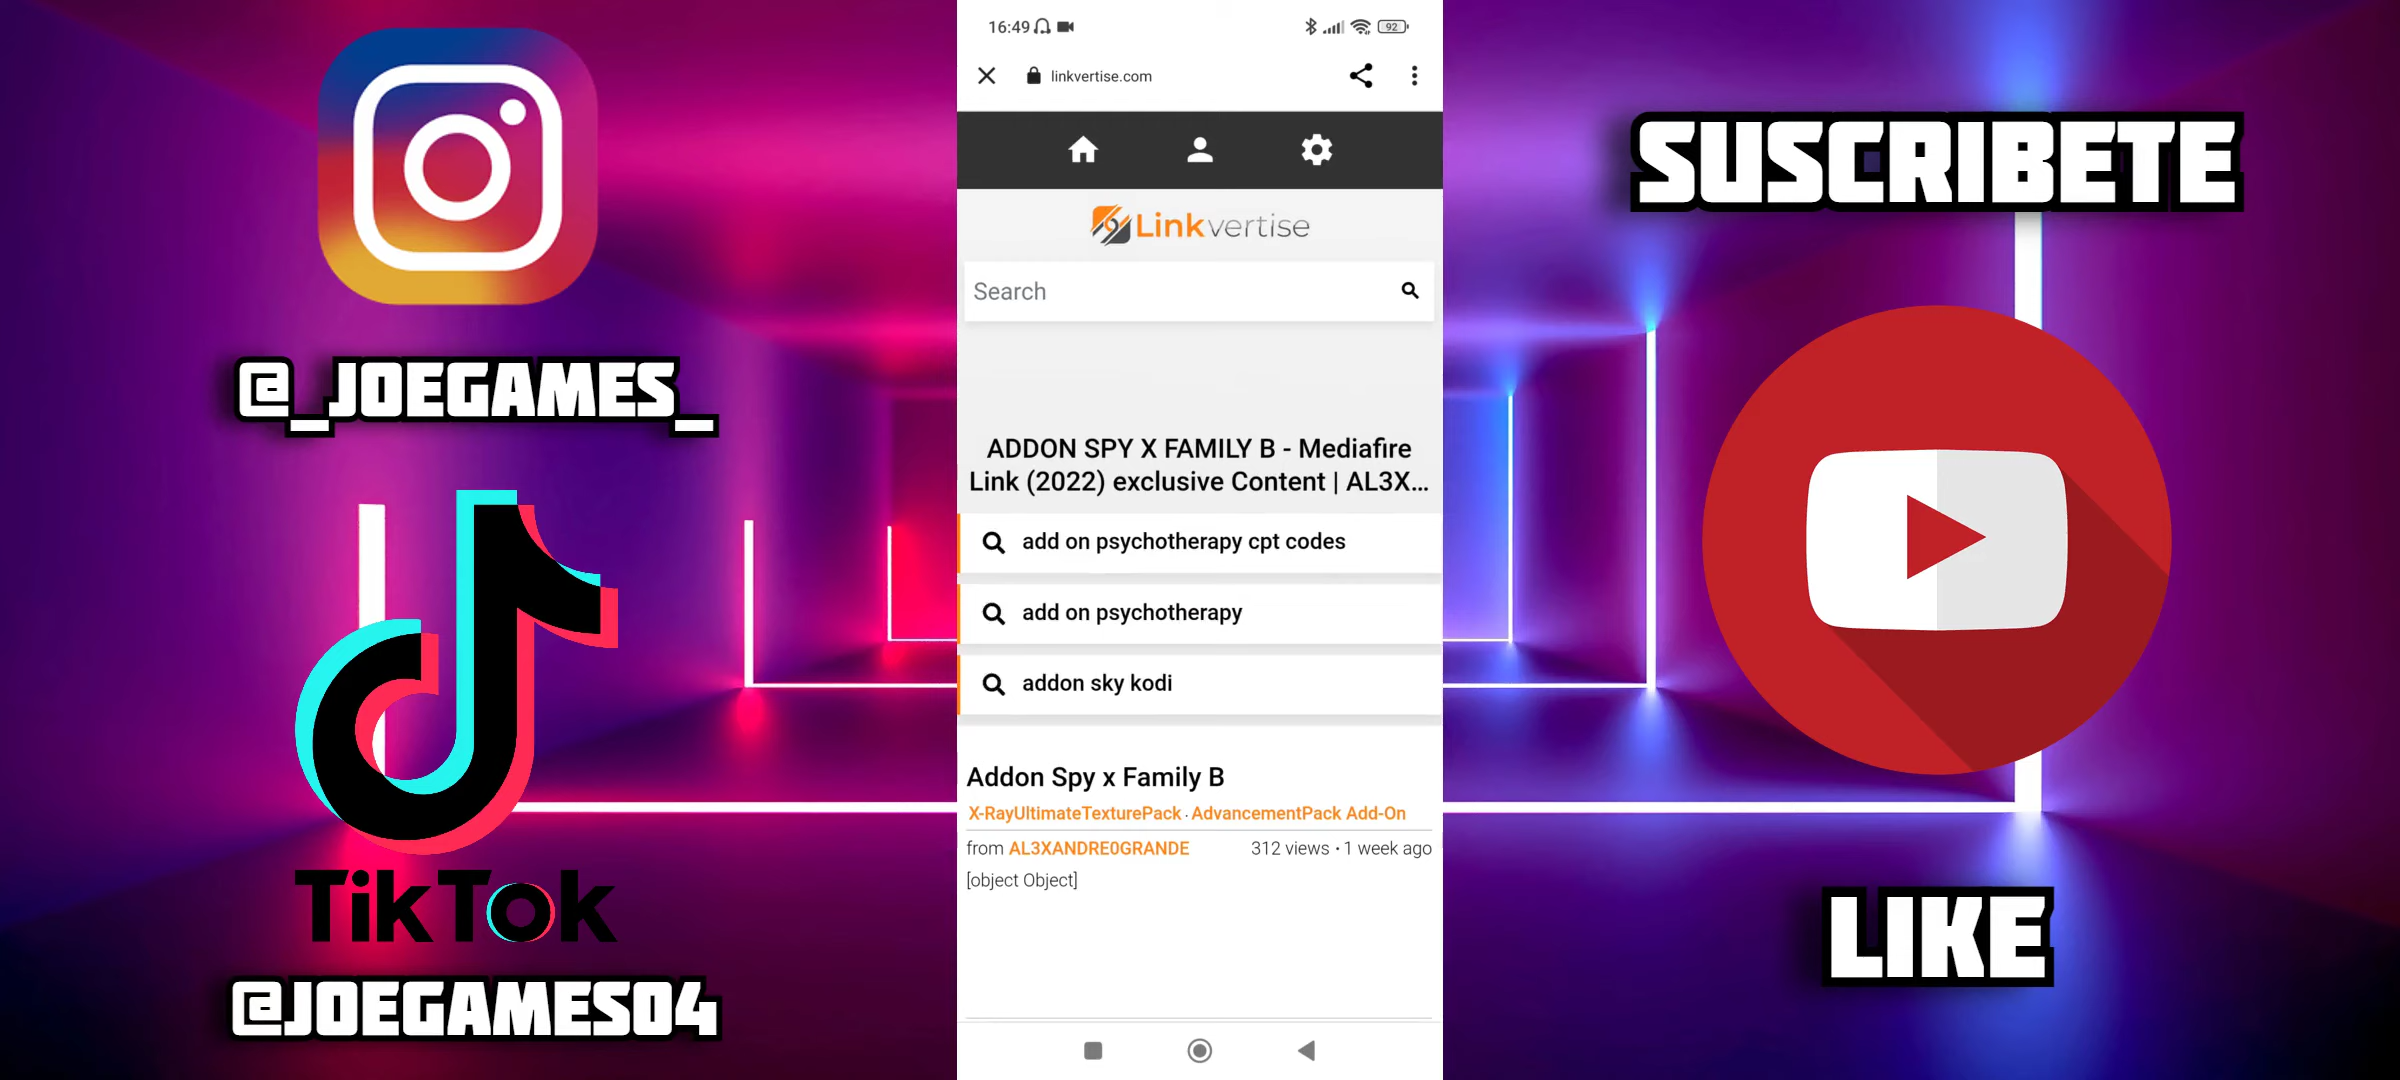 @_JOEGAMES_
TikTok
@JOEGAMES04
16:49
92
linkvertise.com
Linkvertise
Search
ADDON SPY X FAMILY B - Mediafire
Link (2022) exclusive Content | AL3X...
add on psychotherapy cpt codes
add on psychotherapy
addon sky kodi
Addon Spy x Family B
X-RayUltimateTexturePack · AdvancementPack Add-On
from AL3XANDRE0GRANDE 312 views • 1 week ago
[object Object]
SUSCRIBETE
LIKE